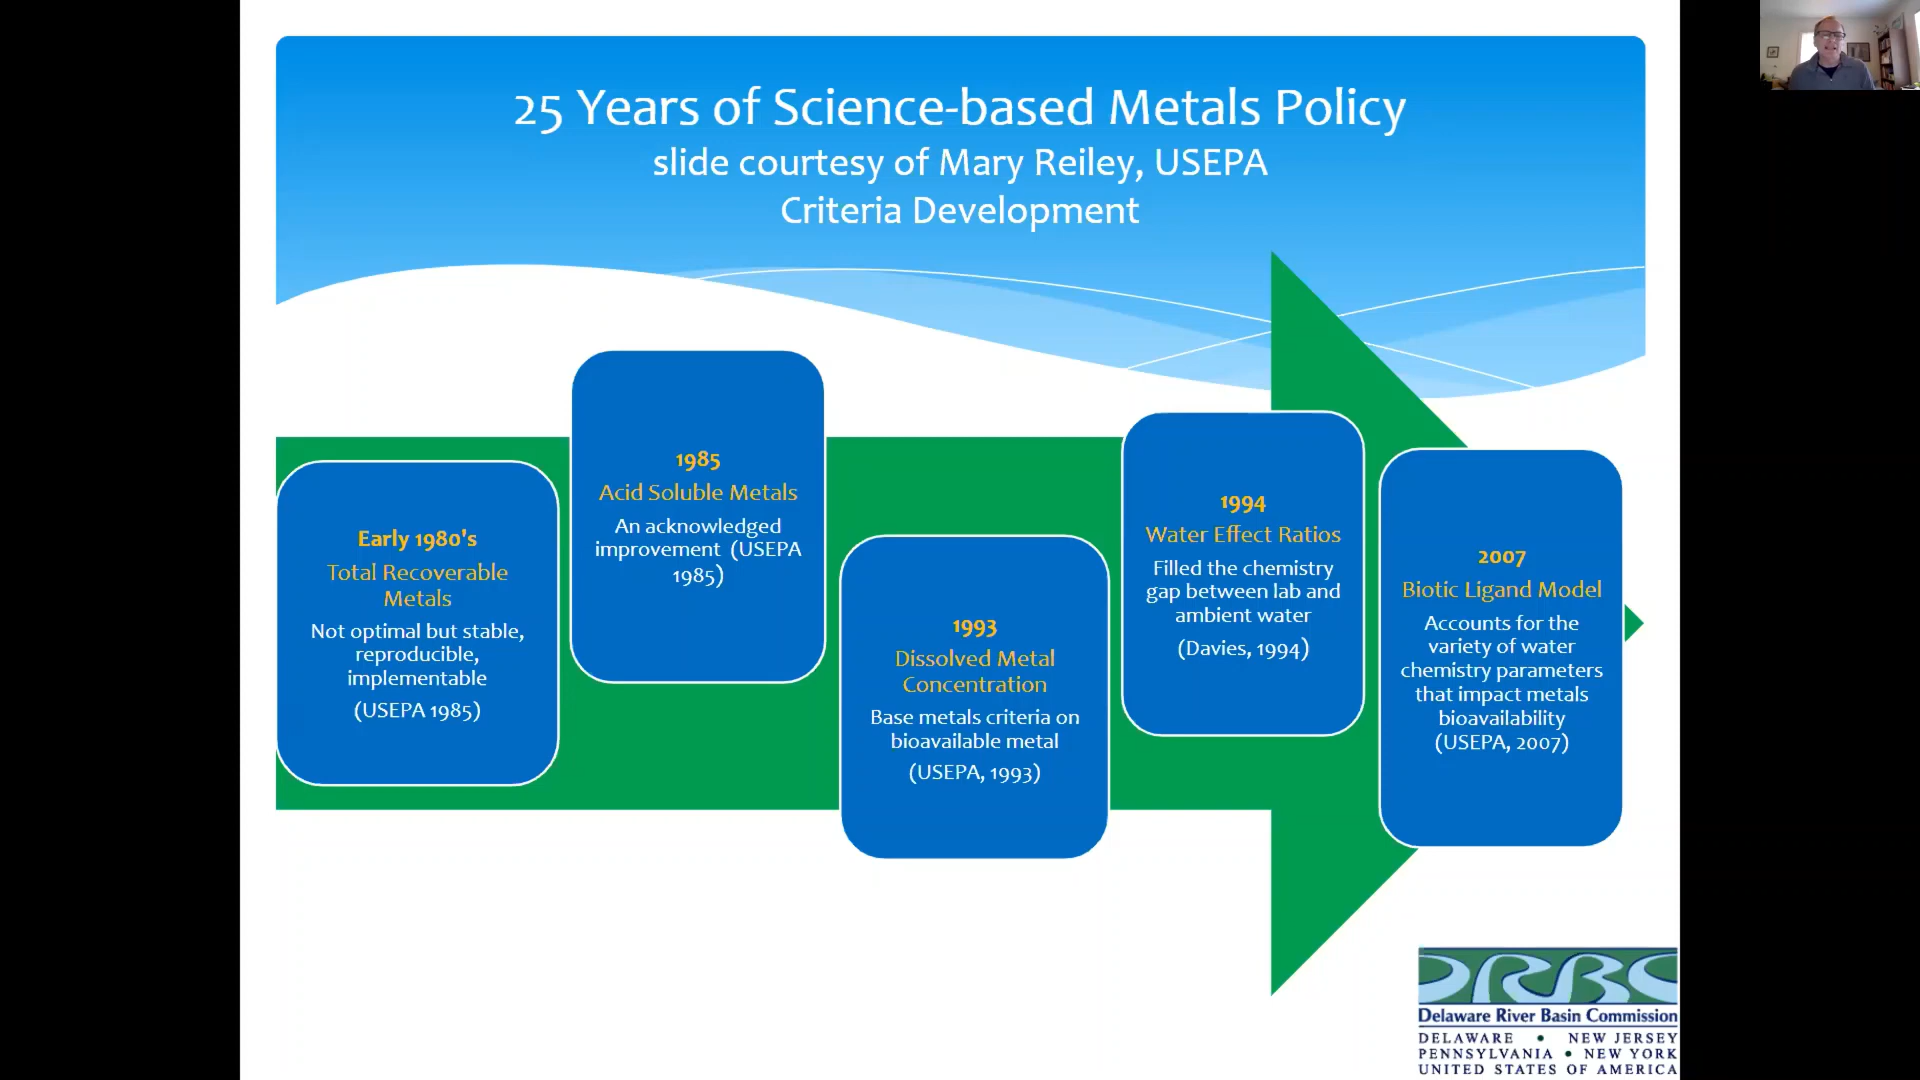 25 Years of Science-based Metals Policy
slide courtesy of Mary Reiley, USEPA
Criteria Development
Early 1980's
Total Recoverable
Metals
Not optimal but stable,
reproducible,
implementable
(USEPA 1985)
1985
Acid Soluble Metals
An acknowledged
improvement (USEPA
1985)
1993
Dissolved Metal
Concentration
Base metals criteria on
bioavailable metal
(USEPA, 1993)
1994
Water Effect Ratios
Filled the chemistry
gap between lab and
ambient water
(Davies, 1994)
2007
Biotic Ligand Model
Accounts for the
variety of water
chemistry parameters
that impact metals
bioavailability
(USEPA, 2007)
DRBC
Delaware River Basin Commission
DELAWARE • NEW JERSEY
PENNSYLVANIA • NEW YORK
UNITED STATES OF AMERICA